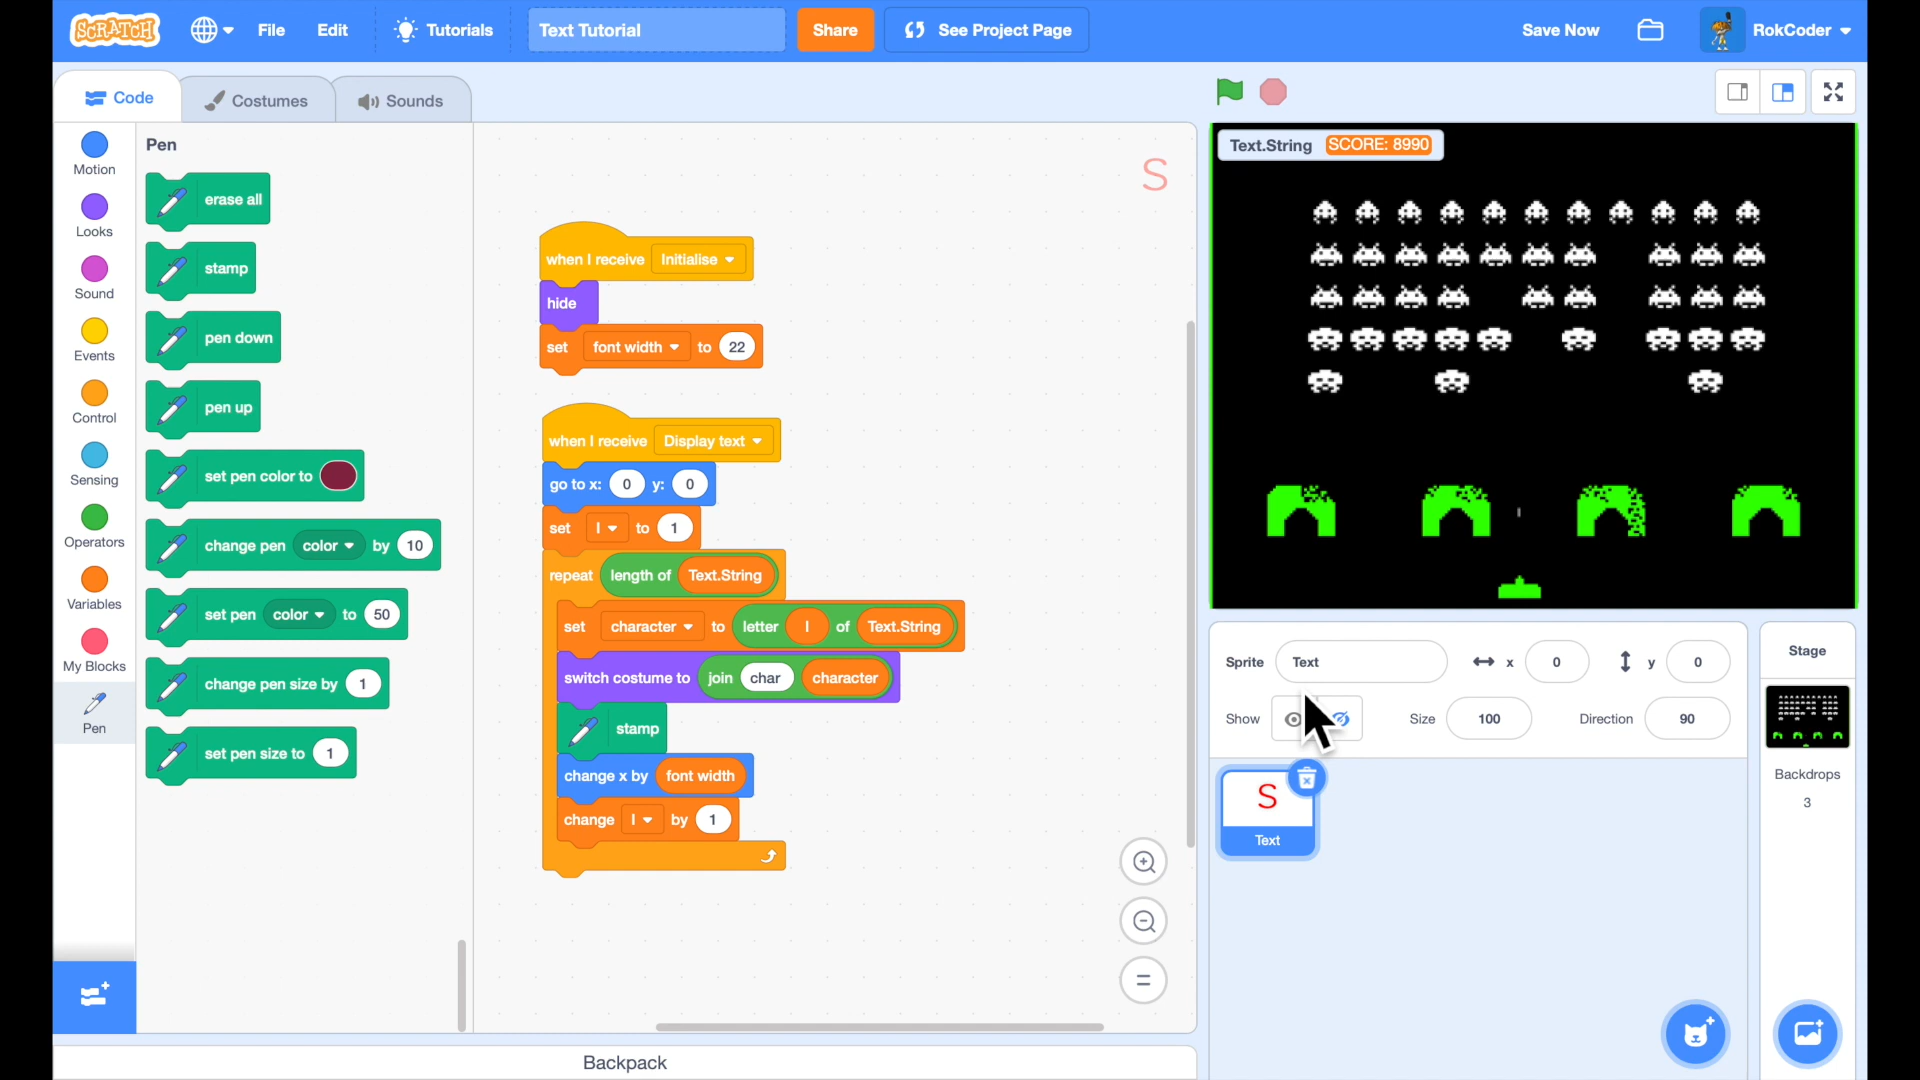 SCRATCH File Edit Tutorials Text Tutorial Share See Project Page Save Now RokCoder
Code Costumes Sounds
Motion
Looks
Sound
Events
Control
Sensing
Operators
Variables
My Blocks
Pen
Pen
erase all
stamp
pen down
pen up
set pen color to
change pen color by 10
set pen color to 50
change pen size by 1
set pen size to 1
S
when I receive Initialise
hide
set font width to 22
when I receive Display text
go to x: 0 y: 0
set I to 1
repeat length of Text.String
set character to letter I of Text.String
switch costume to join char character
stamp
change x by font width
change I by 1
Backpack
Text.String SCORE: 8990
Sprite Text x 0 y 0
Show Size 100 Direction 90
S
Text
Stage
Backdrops
3